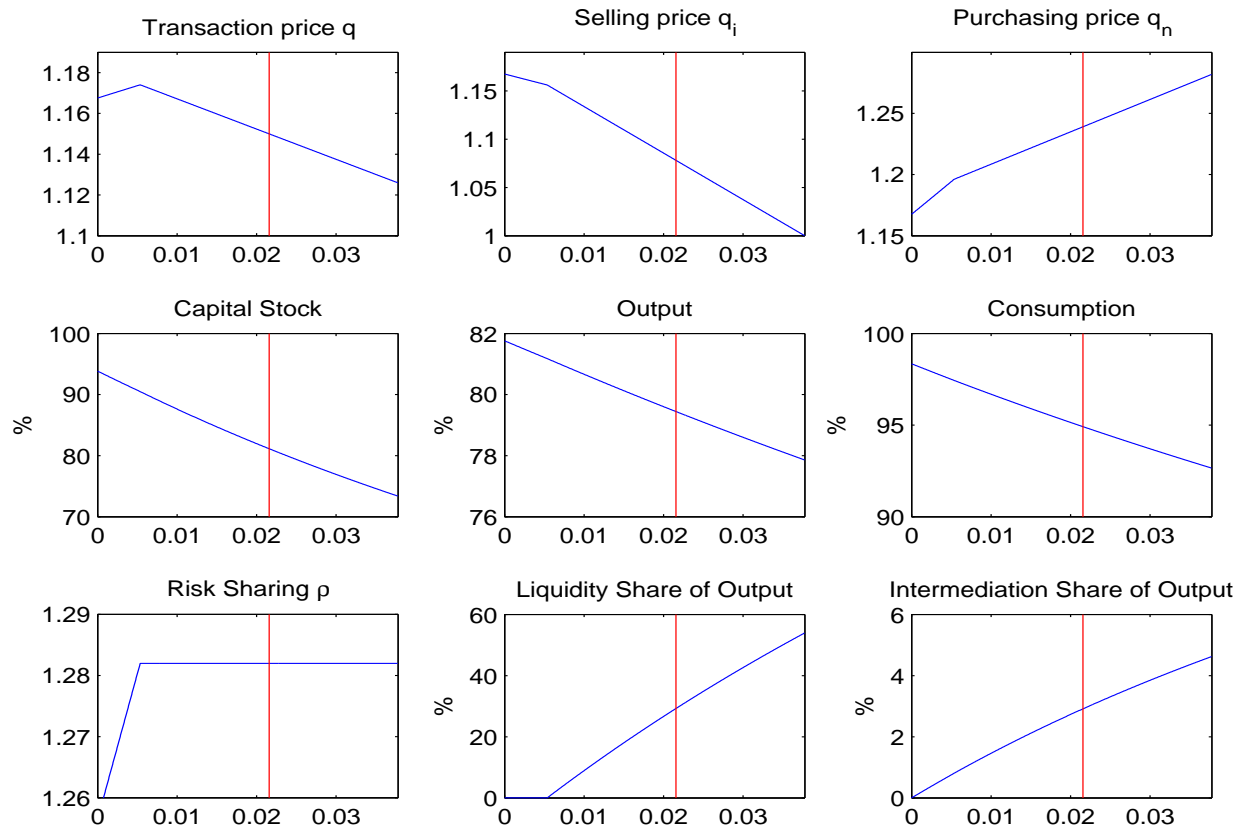 Transaction price q
Selling price q_i
Purchasing price q_n
1.18
1.16
1.14
1.12
1.1
0 0.01 0.02 0.03
1.15
1.1
1.05
1
0 0.01 0.02 0.03
1.25
1.2
1.15
0 0.01 0.02 0.03
Capital Stock
Output
Consumption
100
90
80
70
%
0 0.01 0.02 0.03
82
80
78
76
%
0 0.01 0.02 0.03
100
95
90
%
0 0.01 0.02 0.03
Risk Sharing ρ
Liquidity Share of Output
Intermediation Share of Output
1.29
1.28
1.27
1.26
0 0.01 0.02 0.03
60
40
20
0
%
0 0.01 0.02 0.03
6
4
2
0
%
0 0.01 0.02 0.03